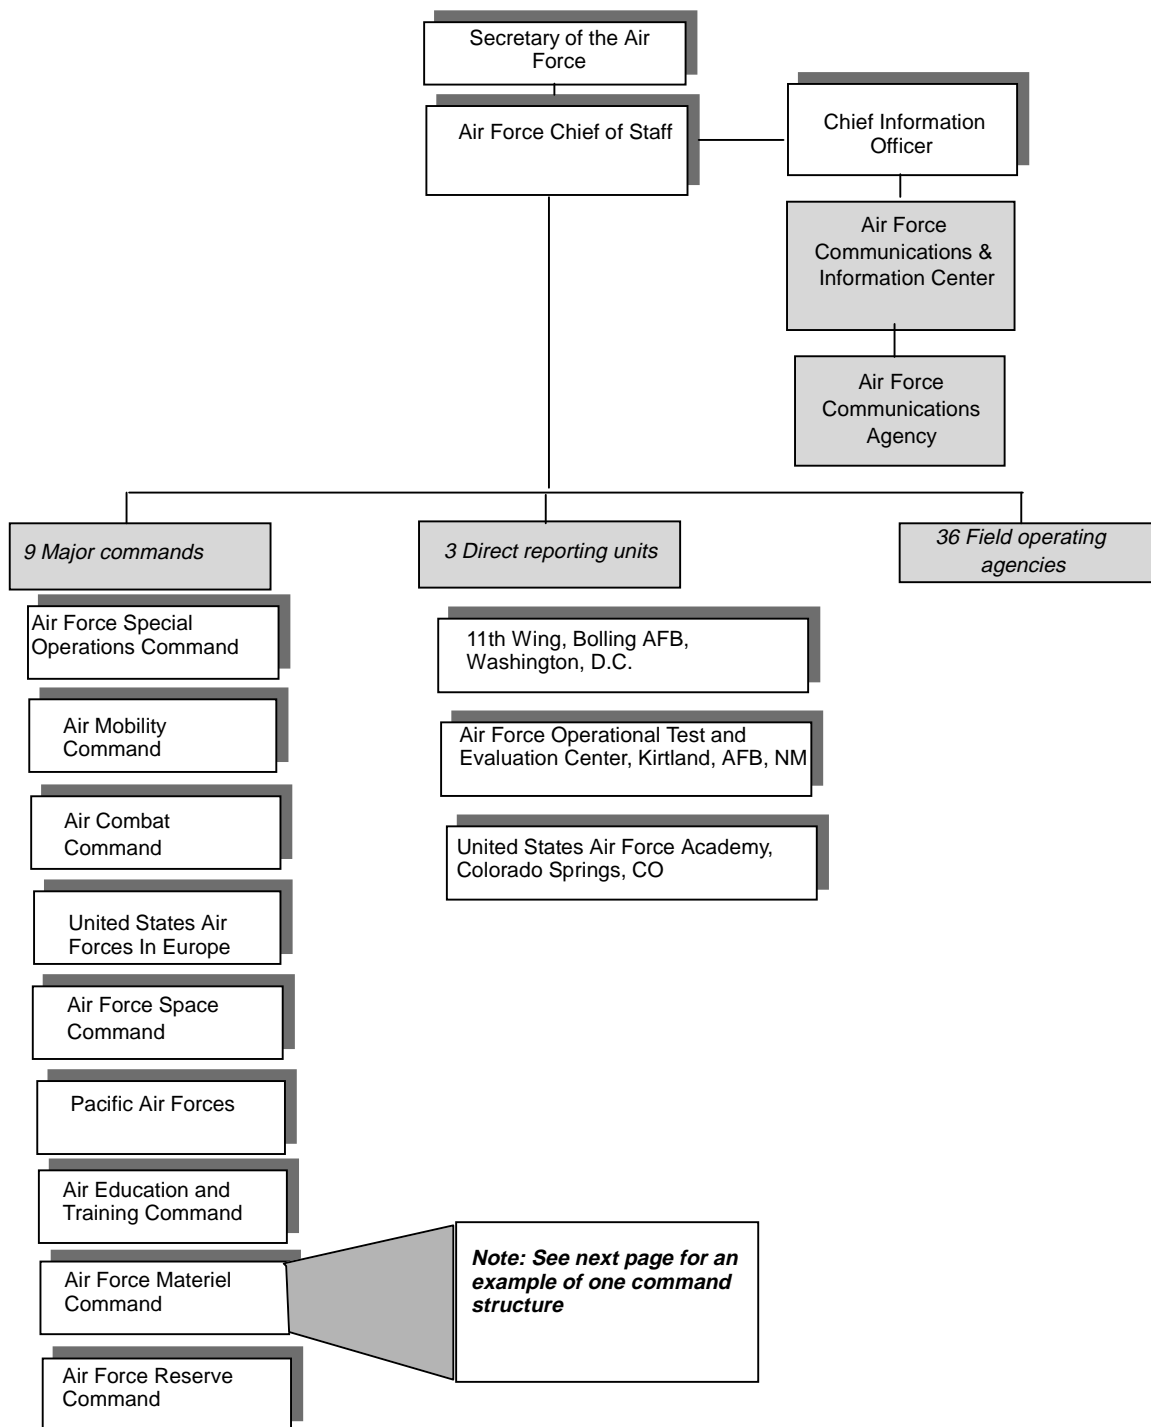 Secretary of the Air
Force
Air Force Chief of Staff
Chief Information
Officer
Air Force
Communications &
Information Center
Air Force
Communications
Agency
9 Major commands
3 Direct reporting units
36 Field operating
agencies
Air Force Special
Operations Command
Air Mobility
Command
Air Combat
Command
United States Air
Forces In Europe
Air Force Space
Command
Pacific Air Forces
Air Education and
Training Command
Air Force Materiel
Command
Air Force Reserve
Command
11th Wing, Bolling AFB,
Washington, D.C.
Air Force Operational Test and
Evaluation Center, Kirtland, AFB, NM
United States Air Force Academy,
Colorado Springs, CO
Note: See next page for an
example of one command
structure